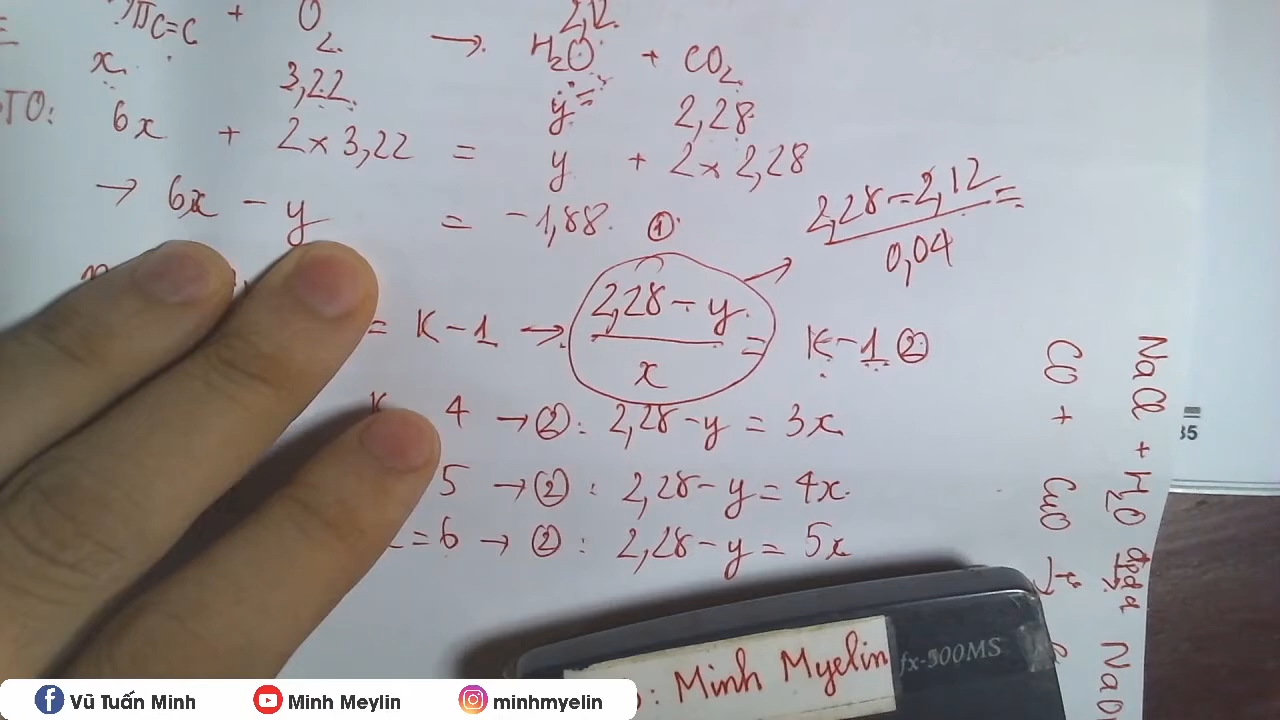 π C=C + O₂ → H₂O + CO₂
2,12
x 3,22 y 2,28
BTO: 6x + 2×3,22 = y + 2×2,28
→ 6x - y = -1,88 ①
= K-1 → (2,28-y)/x = K-1 ②
(2,28-2,12)/0,04 =
4 → ②: 2,28-y = 3x
5 → ②: 2,28-y = 4x
=6 → ②: 2,28-y = 5x
NaCl + H₂O
CO + CuO
35
: Minh Myelin
fx-500MS
Vũ Tuấn Minh
Minh Meylin
minhmyelin